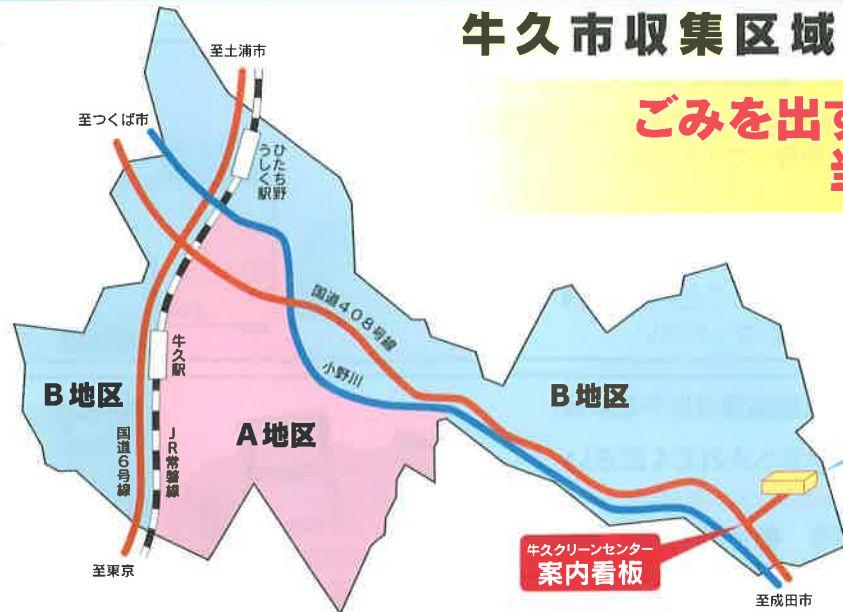 牛久市収集区域
ごみを出す
至土浦市
至つくば市
ひたち野
うしく駅
国道408号線
小野川
牛久駅
B地区
A地区
B地区
国道6号線
JR常磐線
牛久クリーンセンター
案内看板
至東京
至成田市